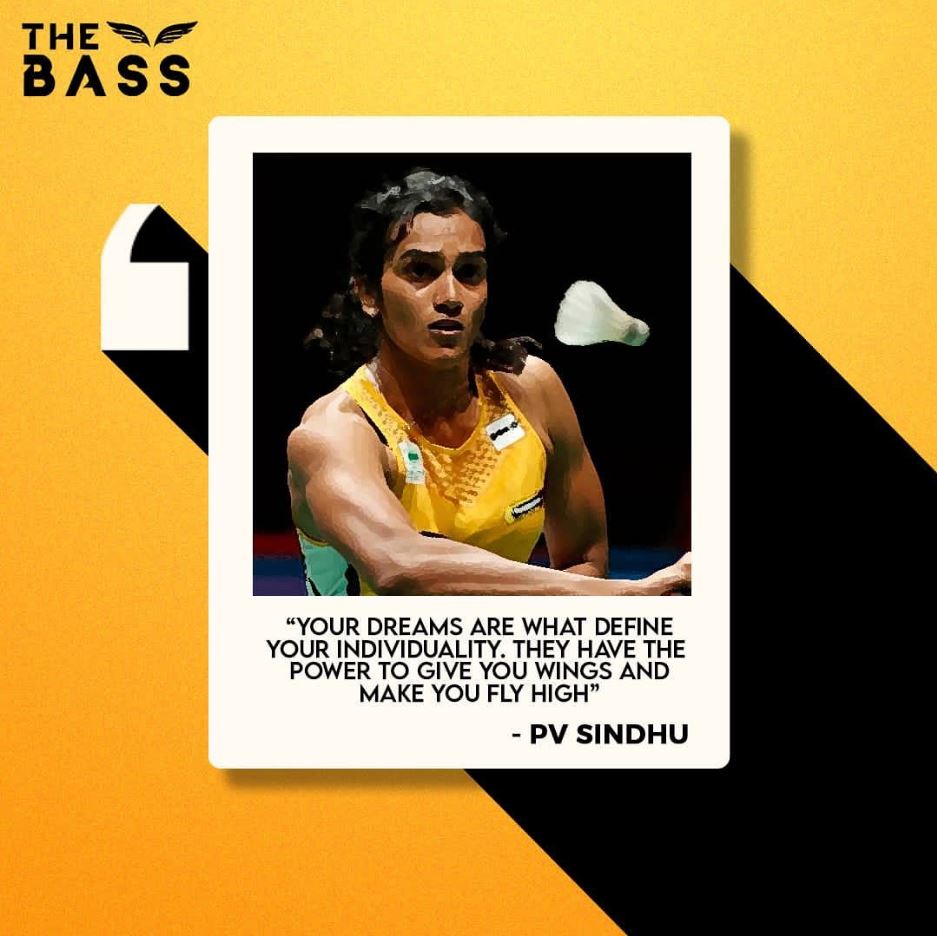 THE
BASS
“YOUR DREAMS ARE WHAT DEFINE
YOUR INDIVIDUALITY. THEY HAVE THE
POWER TO GIVE YOU WINGS AND
MAKE YOU FLY HIGH”
- PV SINDHU